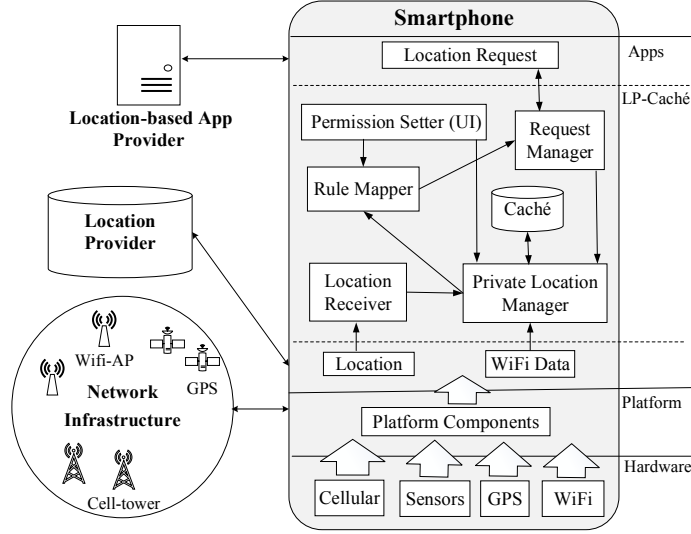 Smartphone
Location Request
Apps
LP-Caché
Location-based App
Provider
Permission Setter (UI)
Request
Manager
Rule Mapper
Caché
Location
Provider
Location
Receiver
Private Location
Manager
Wifi-AP
GPS
Location
WiFi Data
Network
Infrastructure
Platform
Platform Components
Cell-tower
Hardware
Cellular
Sensors
GPS
WiFi